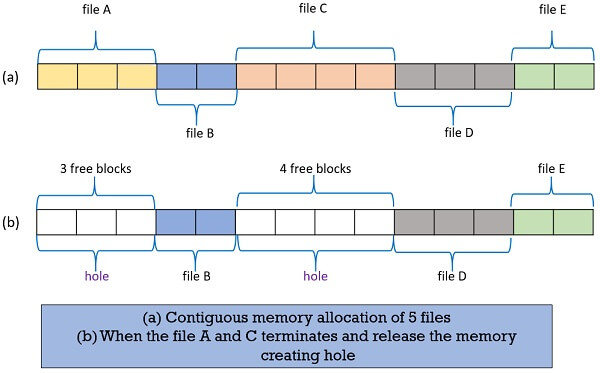 file A
file C
file E
(a)
file B
file D
3 free blocks
4 free blocks
file E
(b)
hole
file B
hole
file D
(a) Contiguous memory allocation of 5 files
(b) When the file A and C terminates and release the memory
creating hole